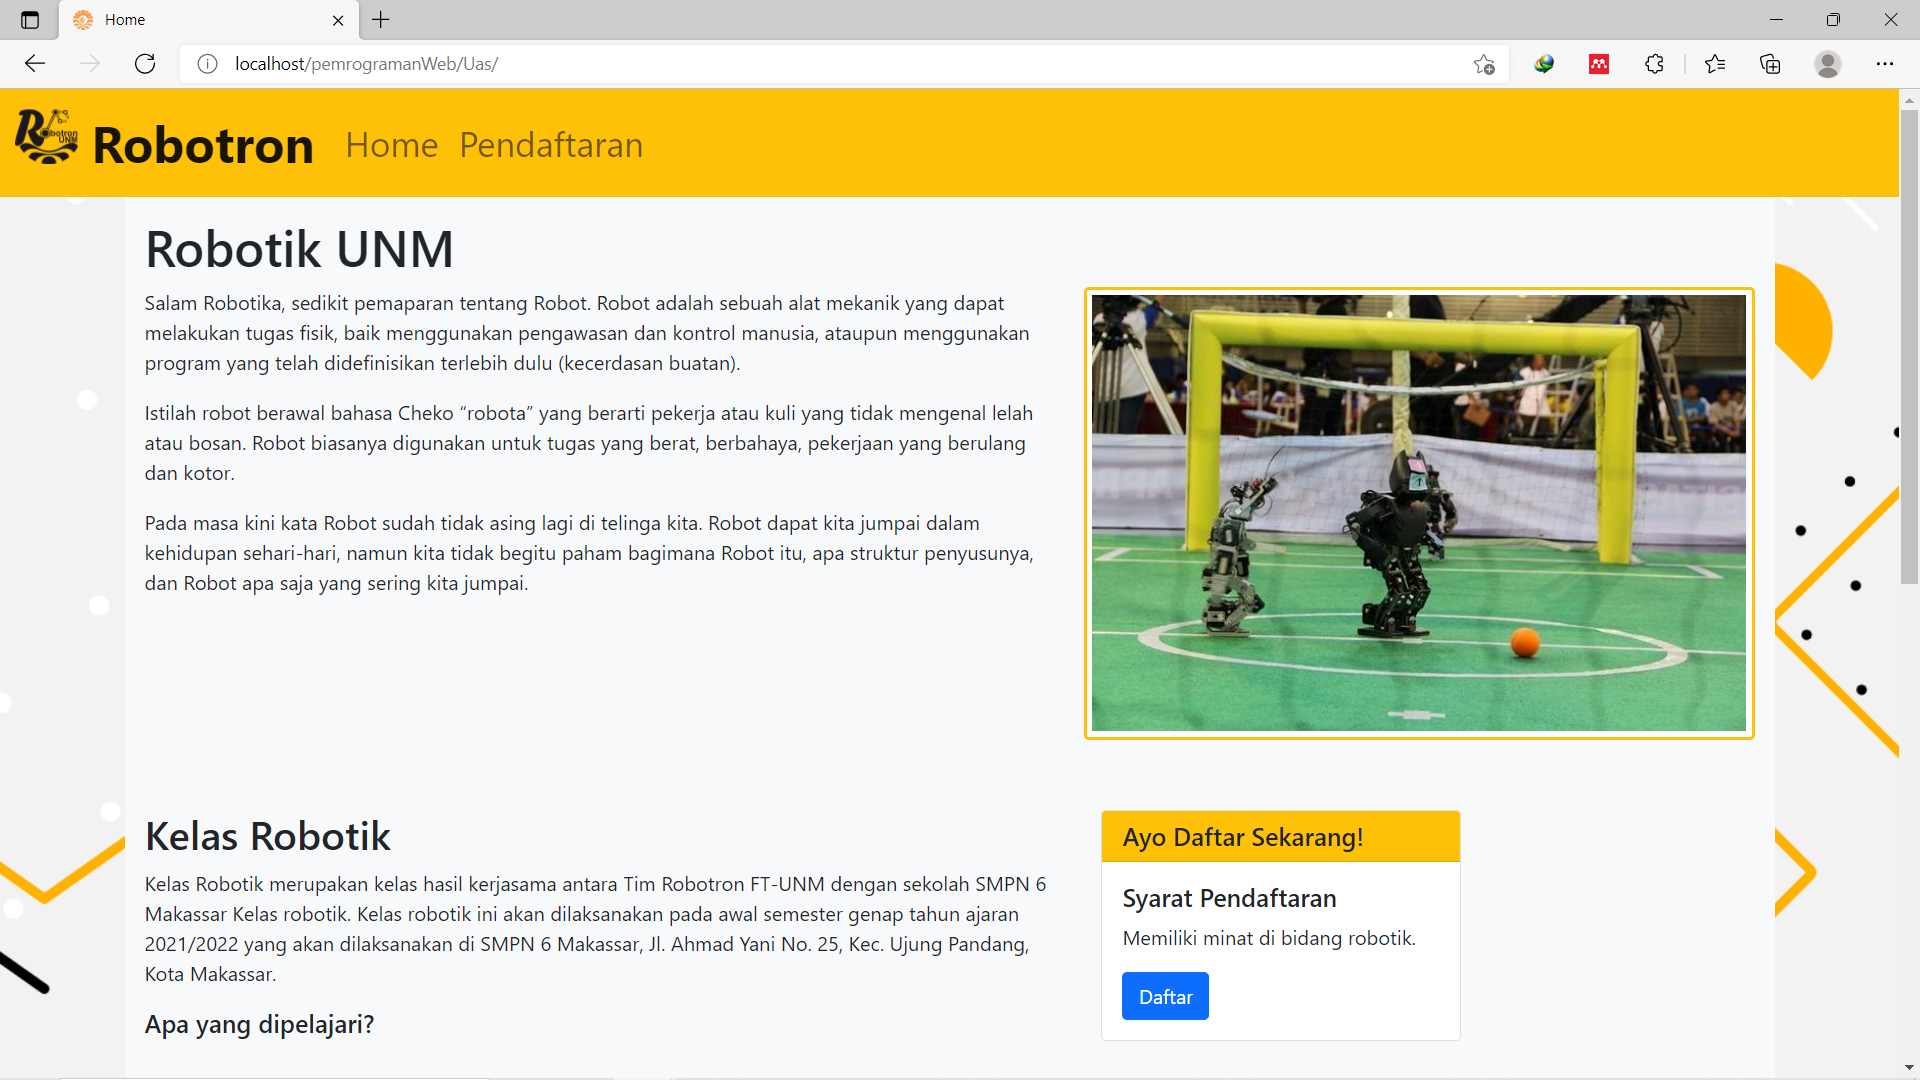 Home
localhost/pemrogramanWeb/Uas/
Robotron
UNM
Robotron Home Pendaftaran
Robotik UNM
Salam Robotika, sedikit pemaparan tentang Robot. Robot adalah sebuah alat mekanik yang dapat
melakukan tugas fisik, baik menggunakan pengawasan dan kontrol manusia, ataupun menggunakan
program yang telah didefinisikan terlebih dulu (kecerdasan buatan).
Istilah robot berawal bahasa Cheko “robota” yang berarti pekerja atau kuli yang tidak mengenal lelah
atau bosan. Robot biasanya digunakan untuk tugas yang berat, berbahaya, pekerjaan yang berulang
dan kotor.
Pada masa kini kata Robot sudah tidak asing lagi di telinga kita. Robot dapat kita jumpai dalam
kehidupan sehari-hari, namun kita tidak begitu paham bagimana Robot itu, apa struktur penyusunya,
dan Robot apa saja yang sering kita jumpai.
Kelas Robotik
Kelas Robotik merupakan kelas hasil kerjasama antara Tim Robotron FT-UNM dengan sekolah SMPN 6
Makassar Kelas robotik. Kelas robotik ini akan dilaksanakan pada awal semester genap tahun ajaran
2021/2022 yang akan dilaksanakan di SMPN 6 Makassar, Jl. Ahmad Yani No. 25, Kec. Ujung Pandang,
Kota Makassar.
Apa yang dipelajari?
Ayo Daftar Sekarang!
Syarat Pendaftaran
Memiliki minat di bidang robotik.
Daftar